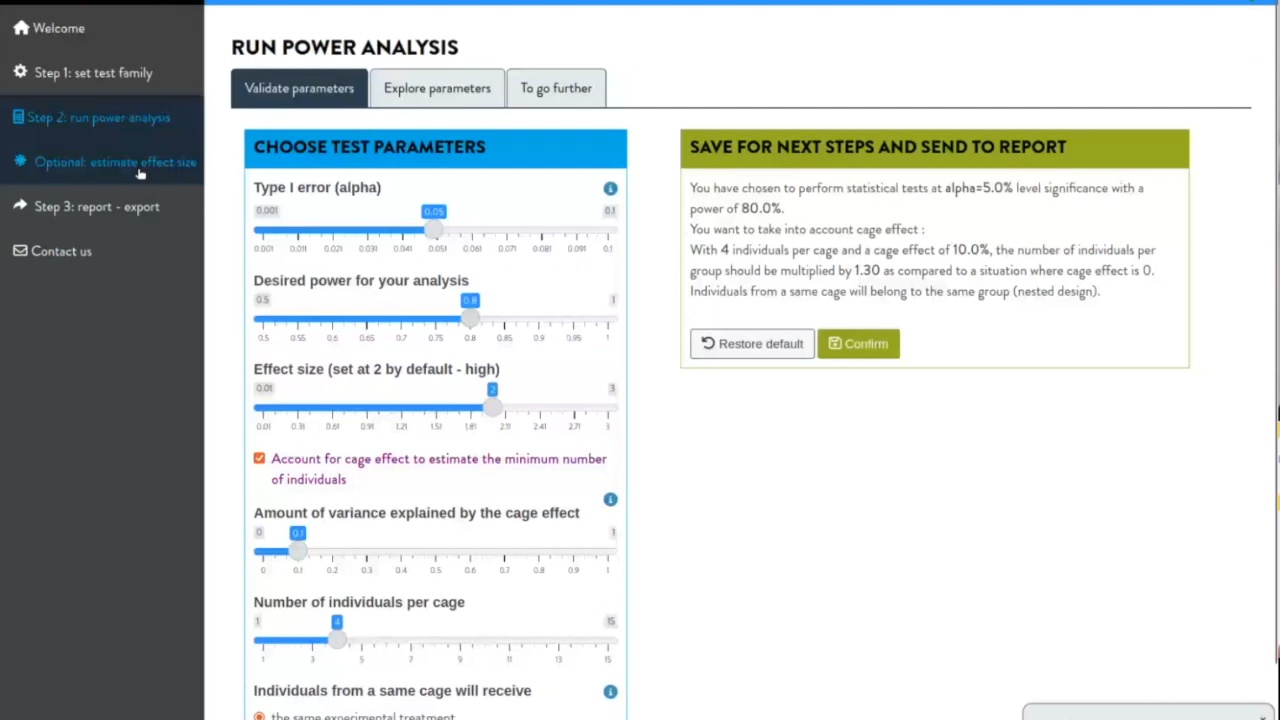 Welcome
Step 1: set test family
Step 2: run power analysis
Optional: estimate effect size
Step 3: report - export
Contact us
RUN POWER ANALYSIS
Validate parameters
Explore parameters
To go further
CHOOSE TEST PARAMETERS
Type I error (alpha)
0.001 0.05 0.1
0.001 0.011 0.021 0.031 0.041 0.051 0.061 0.071 0.081 0.091 0.1
Desired power for your analysis
0.5 0.8 1
0.5 0.55 0.6 0.65 0.7 0.75 0.8 0.85 0.9 0.95 1
Effect size (set at 2 by default - high)
0.01 2 3
0.01 0.31 0.61 0.91 1.21 1.51 1.81 2.11 2.41 2.71 3
Account for cage effect to estimate the minimum number
of individuals
Amount of variance explained by the cage effect
0 0.1 1
0 0.1 0.2 0.3 0.4 0.5 0.6 0.7 0.8 0.9 1
Number of individuals per cage
1 4 15
1 3 5 7 9 11 13 15
Individuals from a same cage will receive
the same experimental treatment
SAVE FOR NEXT STEPS AND SEND TO REPORT
You have chosen to perform statistical tests at alpha=5.0% level significance with a
power of 80.0%.
You want to take into account cage effect :
With 4 individuals per cage and a cage effect of 10.0%, the number of individuals per
group should be multiplied by 1.30 as compared to a situation where cage effect is 0.
Individuals from a same cage will belong to the same group (nested design).
Restore default
Confirm